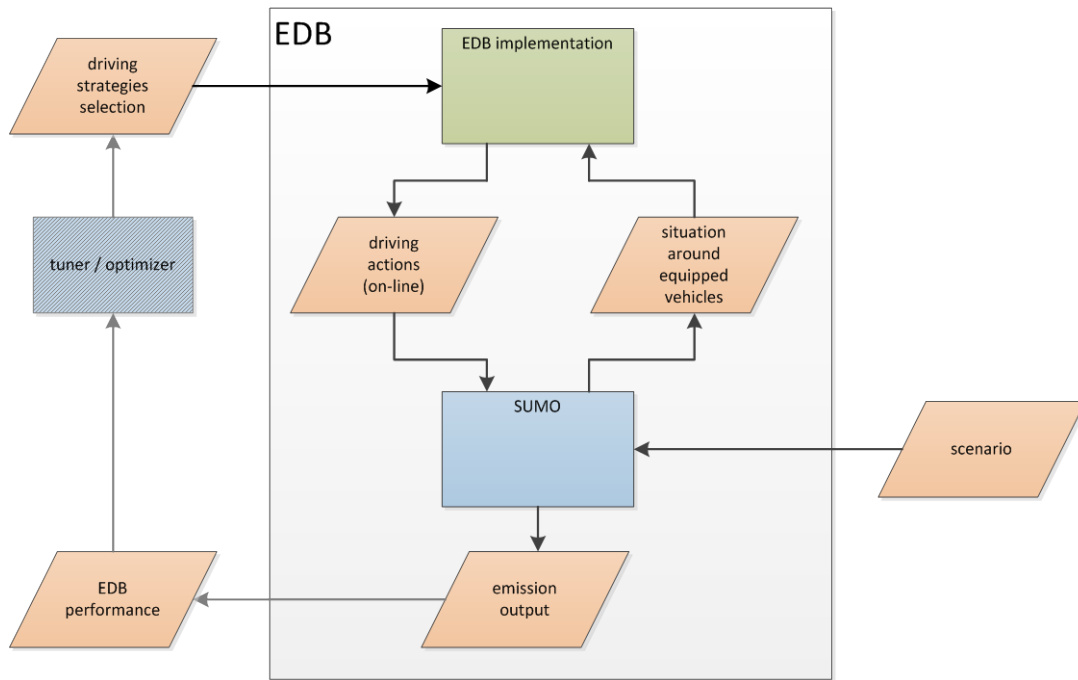 EDB
EDB implementation
driving
strategies
selection
driving
actions
(on-line)
situation
around
equipped
vehicles
tuner / optimizer
SUMO
scenario
EDB
performance
emission
output